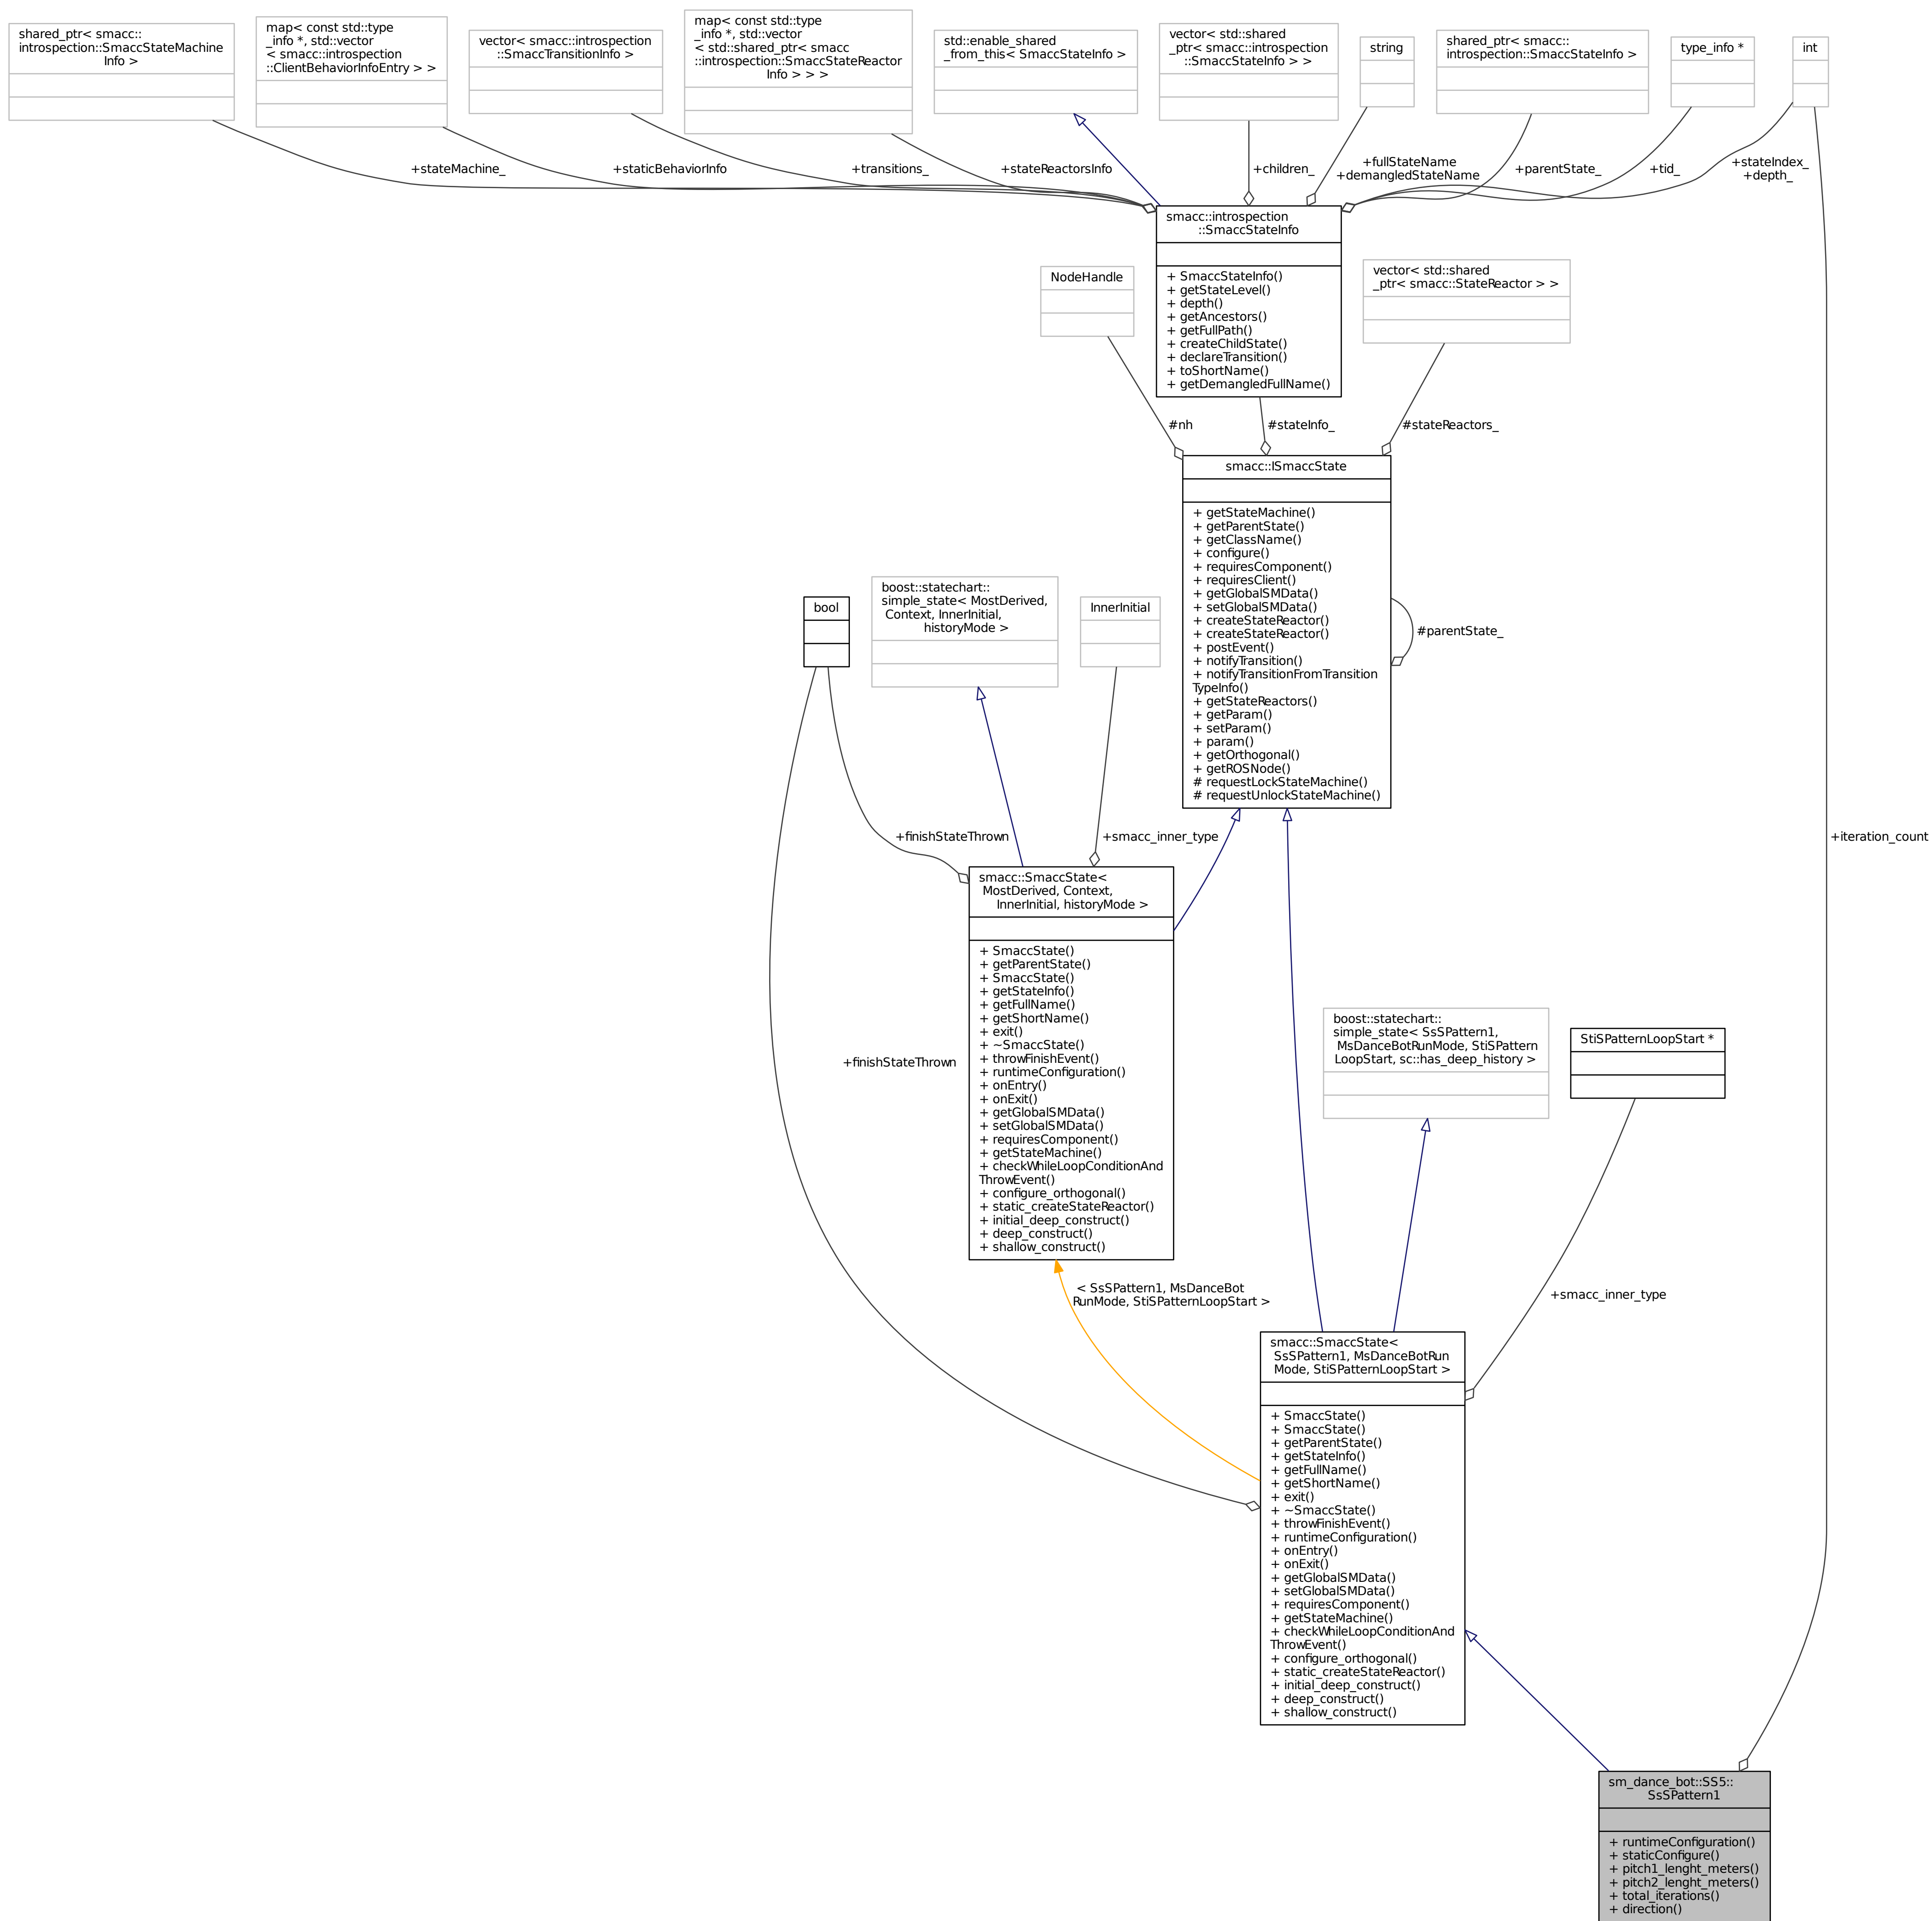 shared_ptr< smacc::
introspection::SmaccStateMachine
Info >
map< const std::type
_info *, std::vector
< smacc::introspection
::ClientBehaviorInfoEntry > >
vector< smacc::introspection
::SmaccTransitionInfo >
map< const std::type
_info *, std::vector
< std::shared_ptr< smacc
::introspection::SmaccStateReactor
Info > > >
std::enable_shared
_from_this< SmaccStateInfo >
vector< std::shared
_ptr< smacc::introspection
::SmaccStateInfo > >
string
shared_ptr< smacc::
introspection::SmaccStateInfo >
type_info *
int
+stateMachine_
+staticBehaviorInfo
+transitions_
+stateReactorsInfo
+children_
+fullStateName
+demangledStateName
+parentState_
+tid_
+stateIndex_
+depth_
smacc::introspection
::SmaccStateInfo
+ SmaccStateInfo()
+ getStateLevel()
+ depth()
+ getAncestors()
+ getFullPath()
+ createChildState()
+ declareTransition()
+ toShortName()
+ getDemangledFullName()
NodeHandle
vector< std::shared
_ptr< smacc::StateReactor > >
#nh
#stateInfo_
#stateReactors_
smacc::ISmaccState
+ getStateMachine()
+ getParentState()
+ getClassName()
+ configure()
+ requiresComponent()
+ requiresClient()
+ getGlobalSMData()
+ setGlobalSMData()
+ createStateReactor()
+ createStateReactor()
+ postEvent()
+ notifyTransition()
+ notifyTransitionFromTransition
TypeInfo()
+ getStateReactors()
+ getParam()
+ setParam()
+ param()
+ getOrthogonal()
+ getROSNode()
# requestLockStateMachine()
# requestUnlockStateMachine()
#parentState_
bool
boost::statechart::
simple_state< MostDerived,
Context, InnerInitial,
historyMode >
InnerInitial
+finishStateThrown
+smacc_inner_type
+iteration_count
smacc::SmaccState<
MostDerived, Context,
InnerInitial, historyMode >
+ SmaccState()
+ getParentState()
+ SmaccState()
+ getStateInfo()
+ getFullName()
+ getShortName()
+ exit()
+ ~SmaccState()
+ throwFinishEvent()
+ runtimeConfiguration()
+ onEntry()
+ onExit()
+ getGlobalSMData()
+ setGlobalSMData()
+ requiresComponent()
+ getStateMachine()
+ checkWhileLoopConditionAnd
ThrowEvent()
+ configure_orthogonal()
+ static_createStateReactor()
+ initial_deep_construct()
+ deep_construct()
+ shallow_construct()
+finishStateThrown
boost::statechart::
simple_state< SsSPattern1,
MsDanceBotRunMode, StiSPattern
LoopStart, sc::has_deep_history >
StiSPatternLoopStart *
< SsSPattern1, MsDanceBot
RunMode, StiSPatternLoopStart >
+smacc_inner_type
smacc::SmaccState<
SsSPattern1, MsDanceBotRun
Mode, StiSPatternLoopStart >
+ SmaccState()
+ SmaccState()
+ getParentState()
+ getStateInfo()
+ getFullName()
+ getShortName()
+ exit()
+ ~SmaccState()
+ throwFinishEvent()
+ runtimeConfiguration()
+ onEntry()
+ onExit()
+ getGlobalSMData()
+ setGlobalSMData()
+ requiresComponent()
+ getStateMachine()
+ checkWhileLoopConditionAnd
ThrowEvent()
+ configure_orthogonal()
+ static_createStateReactor()
+ initial_deep_construct()
+ deep_construct()
+ shallow_construct()
sm_dance_bot::SS5::
SsSPattern1
+ runtimeConfiguration()
+ staticConfigure()
+ pitch1_lenght_meters()
+ pitch2_lenght_meters()
+ total_iterations()
+ direction()